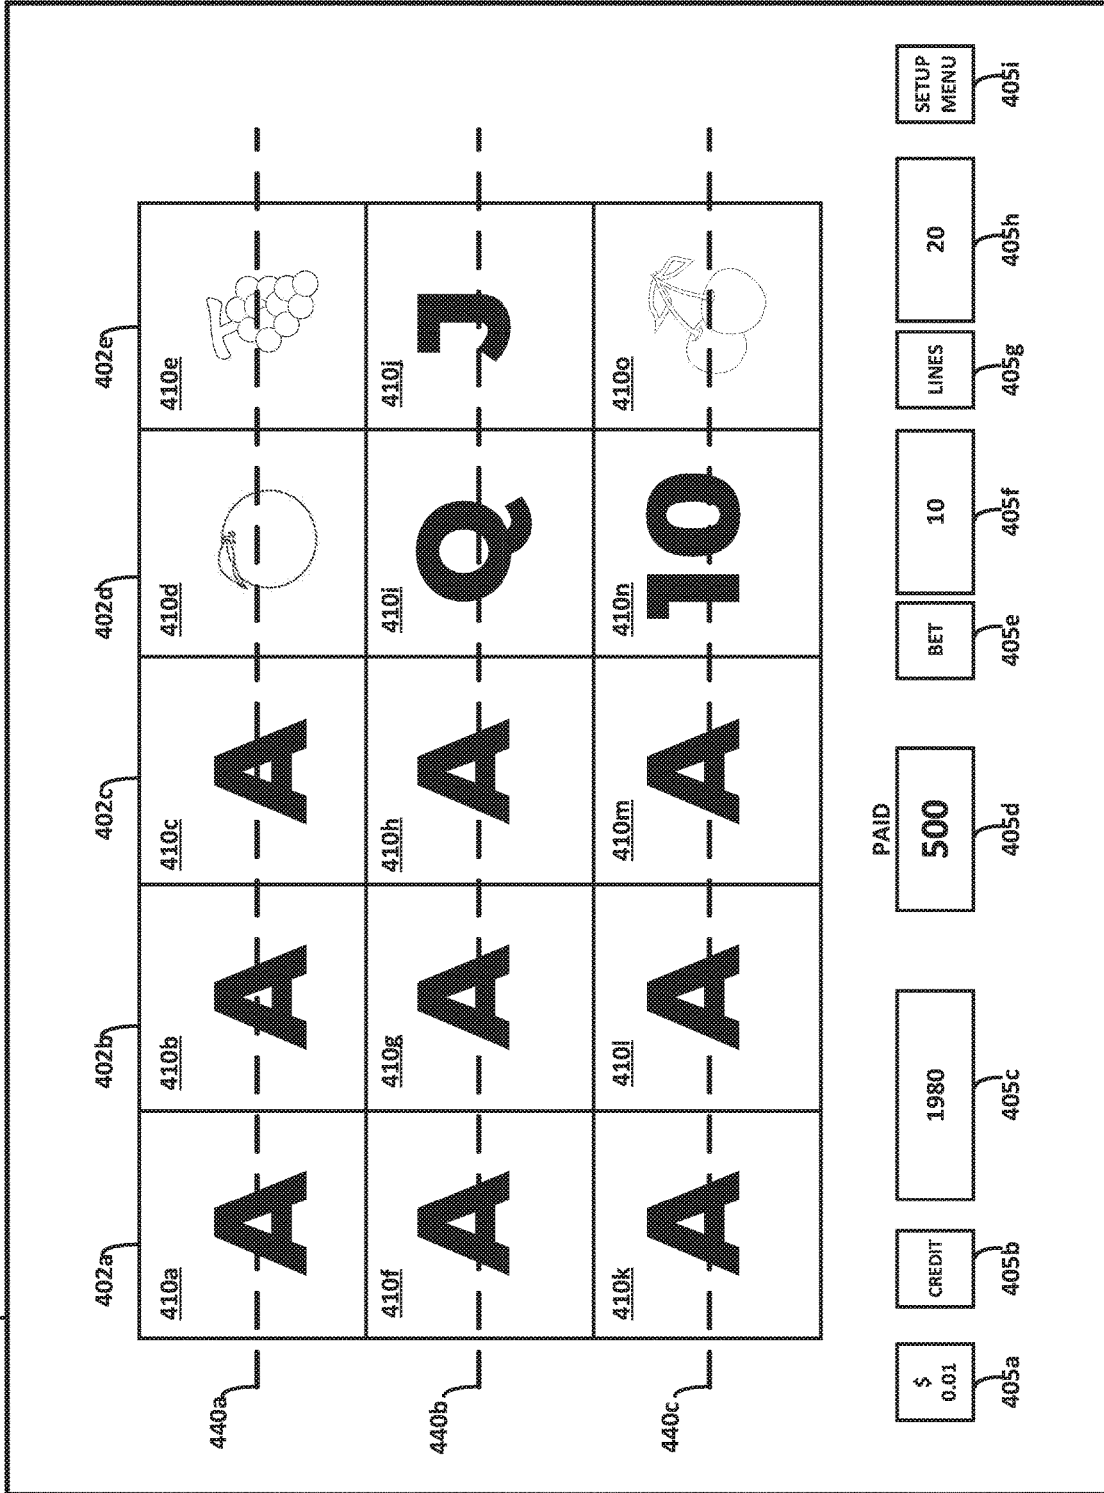 402a 402b 402c 402d 402e
440a
410a 410b 410c 410d 410e
A A A
440b
410f 410g 410h 410i 410j
A A A Q J
440c
410k 410l 410m 410n 410o
A A A 10
PAID
$ 0.01 CREDIT 1980 500 BET 10 LINES 20 SETUP MENU
405a 405b 405c 405d 405e 405f 405g 405h 405i